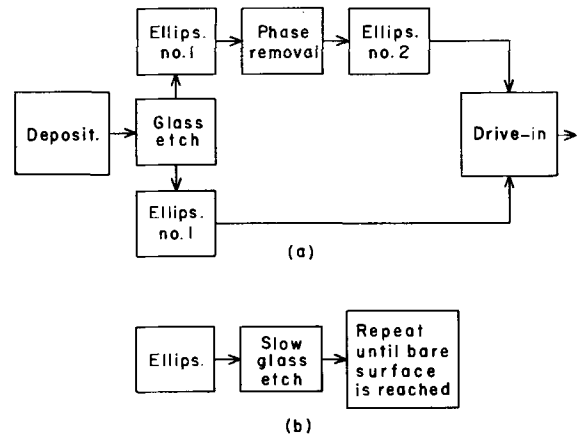 Ellips.
no.1
Phase
removal
Ellips.
no.2
Deposit.
Glass
etch
Drive-in
Ellips.
no.1
(a)
Ellips.
Slow
glass
etch
Repeat
until bare
surface
is reached
(b)